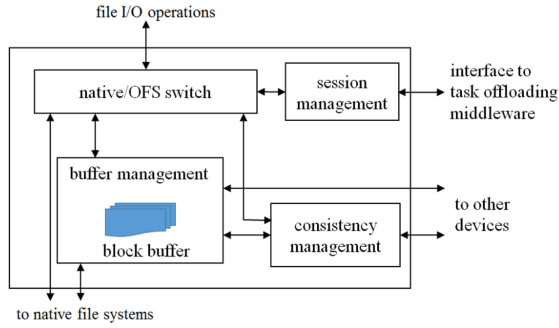 file I/O operations
native/OFS switch
session
management
interface to
task offloading
middleware
buffer management
block buffer
consistency
management
to other
devices
to native file systems